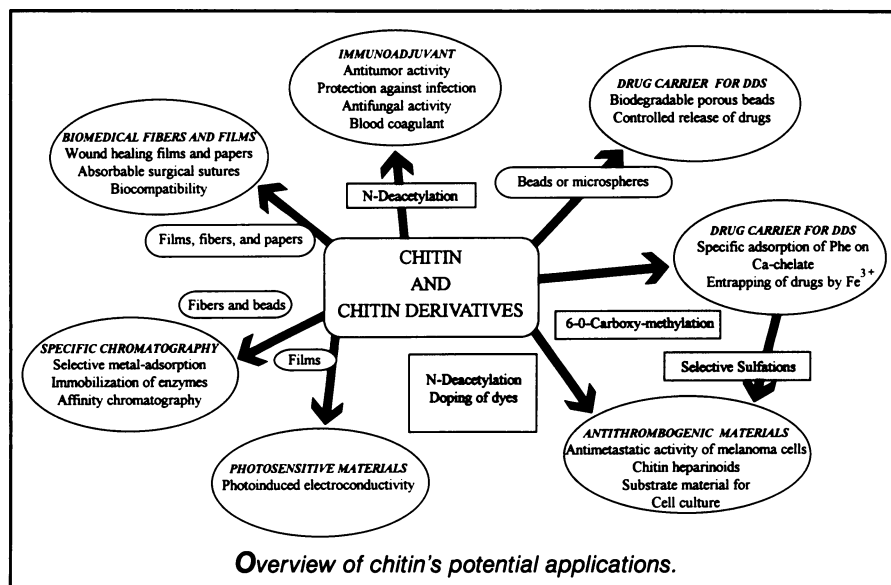 IMMUNOADJUVANT
Antitumor activity
Protection against infection
Antifungal activity
Blood coagulant
DRUG CARRIER FOR DDS
Biodegradable porous beads
Controlled release of drugs
BIOMEDICAL FIBERS AND FILMS
Wound healing films and papers
Absorbable surgical sutures
Biocompatibility
N-Deacetylation
Beads or microspheres
Films, fibers, and papers
CHITIN
AND
CHITIN DERIVATIVES
DRUG CARRIER FOR DDS
Specific adsorption of Phe on
Ca-chelate
Entrapping of drugs by Fe3+
Fibers and beads
6-0-Carboxy-methylation
SPECIFIC CHROMATOGRAPHY
Selective metal-adsorption
Immobilization of enzymes
Affinity chromatography
Films
N-Deacetylation
Doping of dyes
Selective Sulfations
PHOTOSENSITIVE MATERIALS
Photoinduced electroconductivity
ANTITHROMBOGENIC MATERIALS
Antimetastatic activity of melanoma cells
Chitin heparinoids
Substrate material for
Cell culture
Overview of chitin's potential applications.